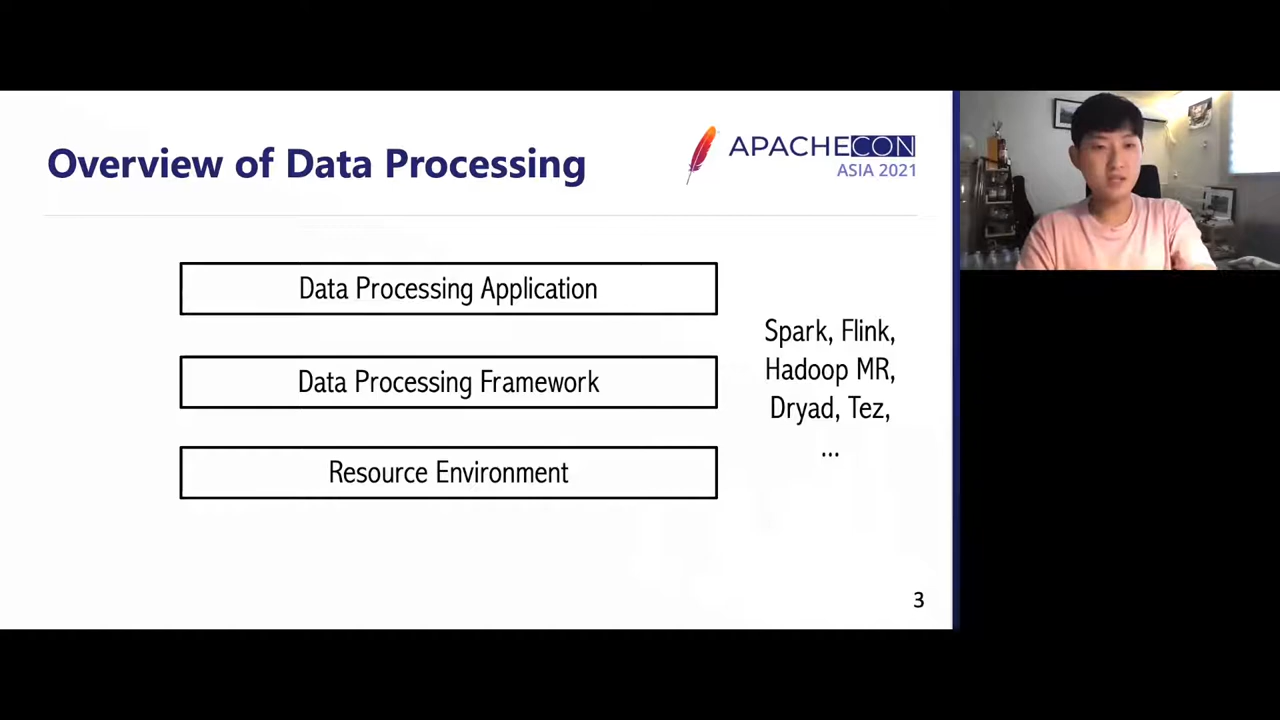 Overview of Data Processing
APACHECON
ASIA 2021
Data Processing Application
Data Processing Framework
Resource Environment
Spark, Flink,
Hadoop MR,
Dryad, Tez,
...
3